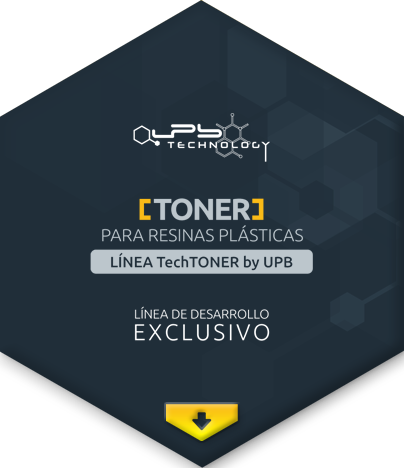 UPb
TECHNOLOGY
[TONER]
PARA RESINAS PLÁSTICAS
LÍNEA TechTONER by UPB
LÍNEA DE DESARROLLO
EXCLUSIVO